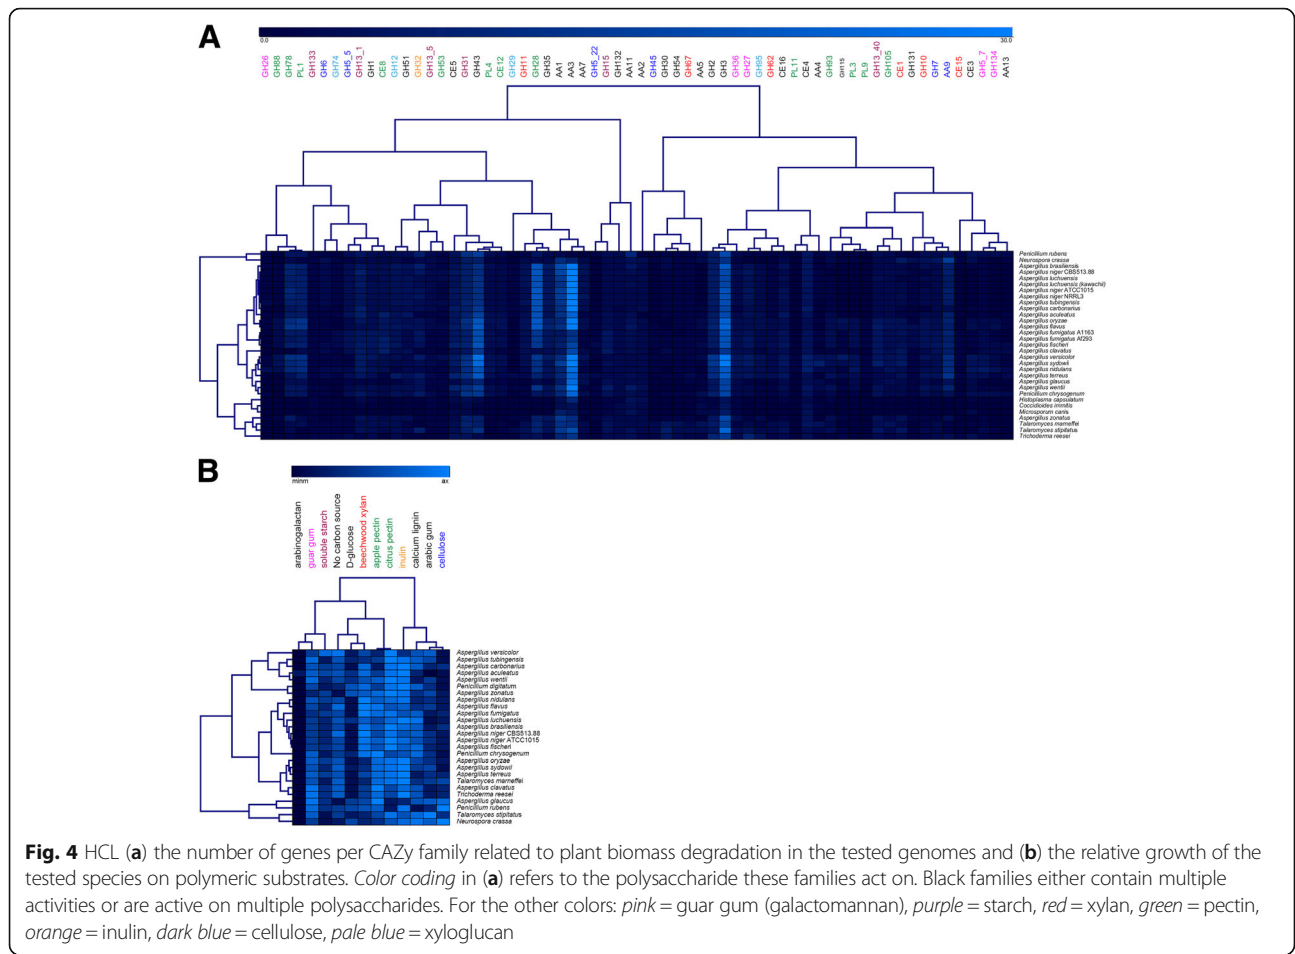 A
0.0
30.0
GH26
GH88
GH78
PL1
GH133
GH6
GH74
GH5_5
GH13_1
GH1
CE8
GH12
GH51
GH32
GH13_5
GH53
CE5
GH31
GH43
PL4
CE12
GH29
GH11
GH28
GH35
AA1
AA3
AA7
GH5_22
GH15
GH132
AA11
AA2
GH45
GH30
GH54
GH67
AA5
GH2
GH3
GH36
GH27
GH95
GH62
CE16
PL11
CE4
AA4
GH93
GH115
PL3
PL9
GH13_40
GH105
CE1
GH131
GH10
GH7
AA9
CE15
CE3
GH5_7
GH134
AA13
Penicillium rubens
Neurospora crassa
Aspergillus brasiliensis
Aspergillus niger CBS513.88
Aspergillus luchuensis
Aspergillus luchuensis (kawachii)
Aspergillus niger ATCC1015
Aspergillus niger NRRL3
Aspergillus tubingensis
Aspergillus carbonarius
Aspergillus aculeatus
Aspergillus oryzae
Aspergillus flavus
Aspergillus fumigatus A1163
Aspergillus fumigatus Af293
Aspergillus fischeri
Aspergillus clavatus
Aspergillus versicolor
Aspergillus sydowii
Aspergillus nidulans
Aspergillus terreus
Aspergillus glaucus
Aspergillus wentii
Penicillium chrysogenum
Histoplasma capsulatum
Coccidioides immitis
Microsporum canis
Aspergillus zonatus
Talaromyces marneffei
Talaromyces stipitatus
Trichoderma reesei
B
minm
ax
arabinogalactan
guar gum
soluble starch
No carbon source
D-glucose
beechwood xylan
apple pectin
citrus pectin
inulin
calcium lignin
arabic gum
cellulose
Aspergillus versicolor
Aspergillus tubingensis
Aspergillus carbonarius
Aspergillus aculeatus
Aspergillus wentii
Penicillium digitatum
Aspergillus zonatus
Aspergillus nidulans
Aspergillus flavus
Aspergillus fumigatus
Aspergillus luchuensis
Aspergillus brasiliensis
Aspergillus niger CBS513.88
Aspergillus niger ATCC1015
Aspergillus fischeri
Penicillium chrysogenum
Aspergillus oryzae
Aspergillus sydowii
Aspergillus terreus
Talaromyces marneffei
Aspergillus clavatus
Trichoderma reesei
Aspergillus glaucus
Penicillium rubens
Talaromyces stipitatus
Neurospora crassa
Fig. 4 HCL (a) the number of genes per CAZy family related to plant biomass degradation in the tested genomes and (b) the relative growth of the
tested species on polymeric substrates. Color coding in (a) refers to the polysaccharide these families act on. Black families either contain multiple
activities or are active on multiple polysaccharides. For the other colors: pink = guar gum (galactomannan), purple = starch, red = xylan, green = pectin,
orange = inulin, dark blue = cellulose, pale blue = xyloglucan